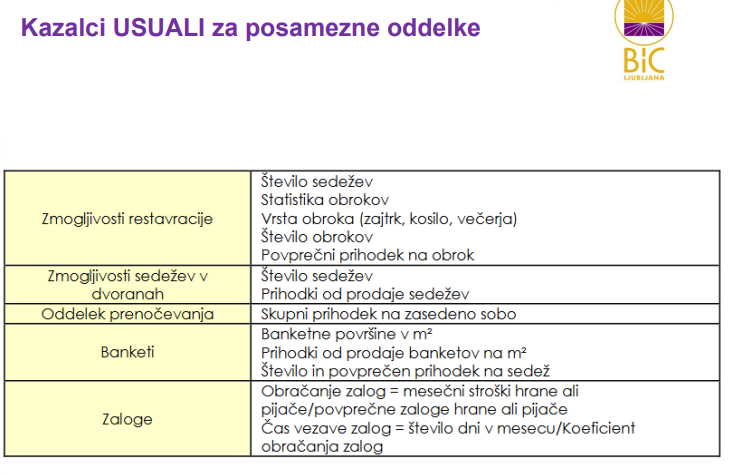 Kazalci USUALI za posamezne oddelke
BIC
LJUBLJANA
Zmogljivosti restavracije
Število sedežev
Statistika obrokov
Vrsta obroka (zajtrk, kosilo, večerja)
Število obrokov
Povprečni prihodek na obrok
Zmogljivosti sedežev v
dvoranah
Število sedežev
Prihodki od prodaje sedežev
Oddelek prenočevanja
Skupni prihodek na zasedeno sobo
Banketi
Banketne površine v m²
Prihodki od prodaje banketov na m²
Število in povprečen prihodek na sedež
Zaloge
Obračanje zalog = mesečni stroški hrane ali
pijače/povprečne zaloge hrane ali pijače
Čas vezave zalog = število dni v mesecu/Koeficient
obračanja zalog